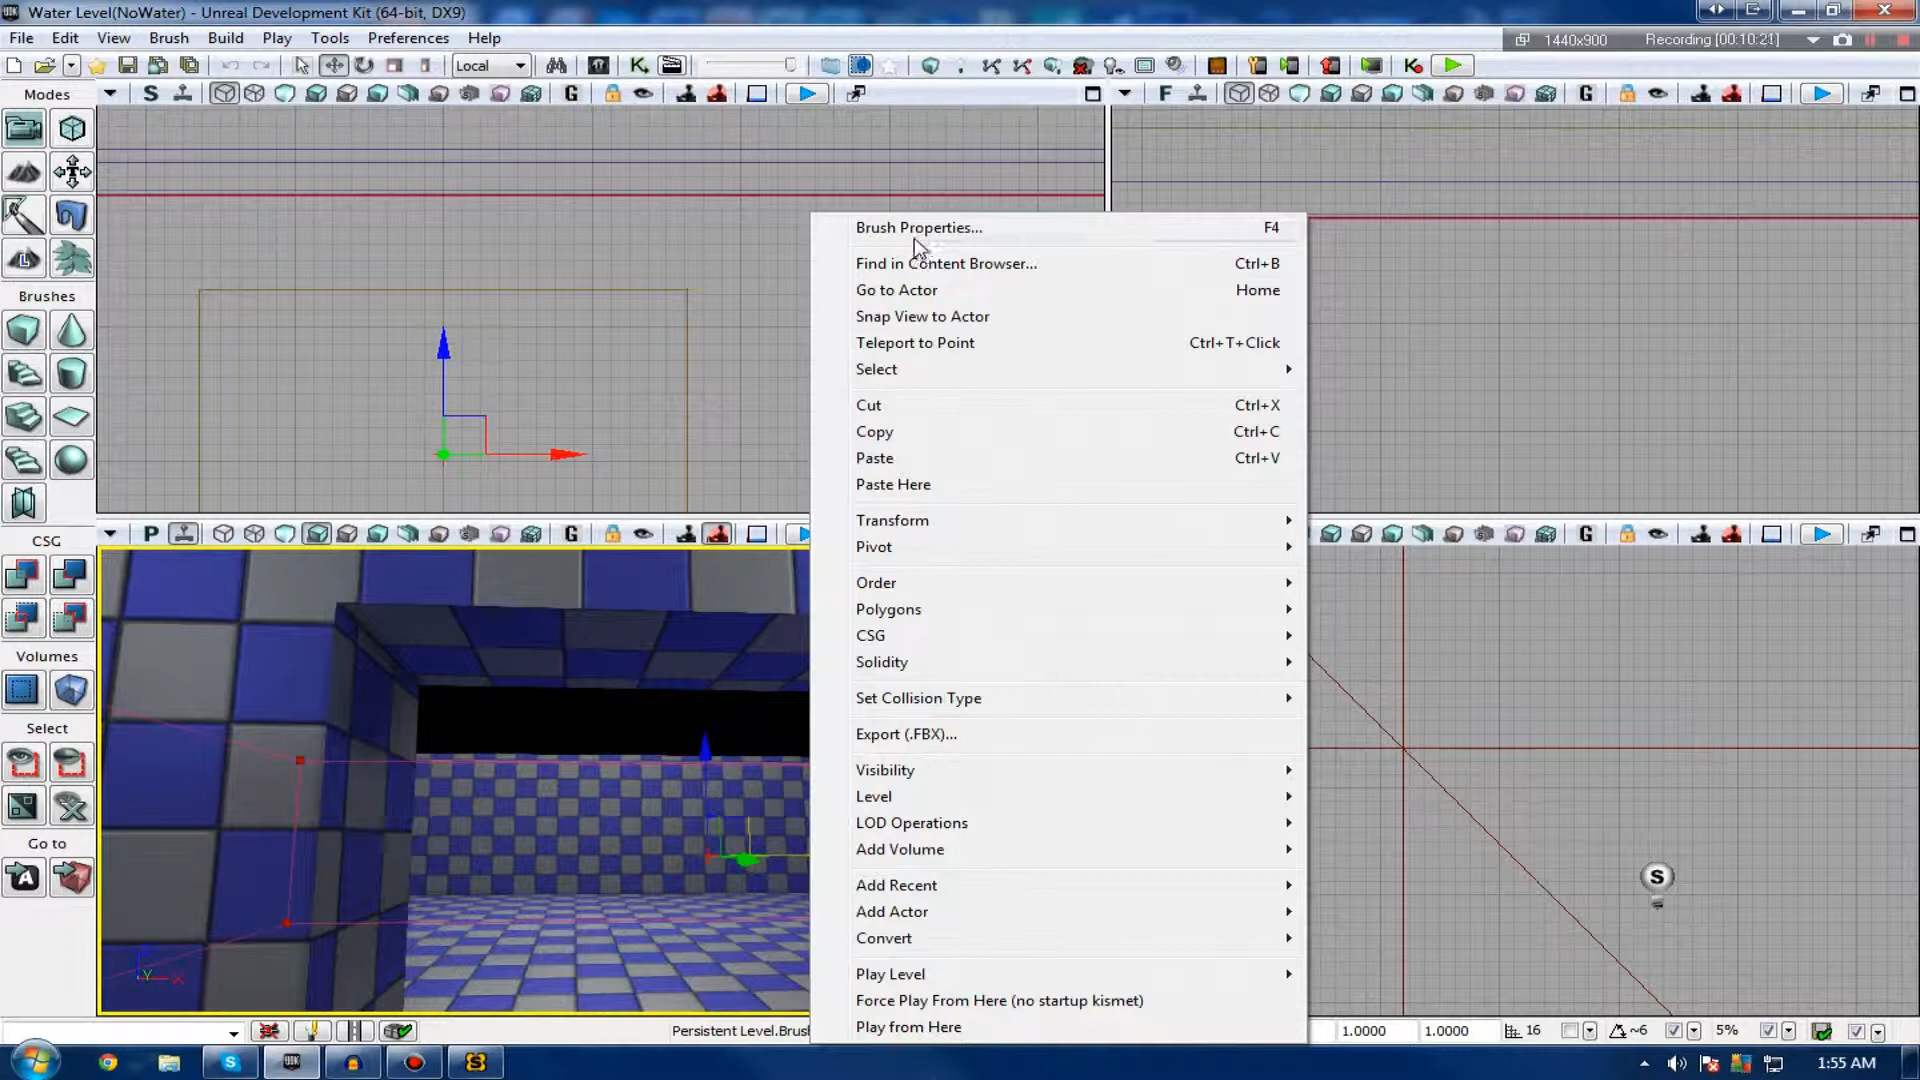 Water Level(NoWater) - Unreal Development Kit (64-bit, DX9)
File Edit View Brush Build Play Tools Preferences Help
1440x900 Recording [00:10:21]
Local
Modes
S G
F G
Brush Properties... F4
Find in Content Browser... Ctrl+B
Go to Actor Home
Snap View to Actor
Teleport to Point Ctrl+T+Click
Select
Cut Ctrl+X
Copy Ctrl+C
Paste Ctrl+V
Paste Here
Transform
Pivot
Order
Polygons
CSG
Solidity
Set Collision Type
Export (.FBX)...
Visibility
Level
LOD Operations
Add Volume
Add Recent
Add Actor
Convert
Play Level
Force Play From Here (no startup kismet)
Play from Here
Brushes
P G
G
CSG
Volumes
Select
Go to
S
Y X
Persistent Level.Brush
1.0000 1.0000 16 ~6 5%
1:55 AM